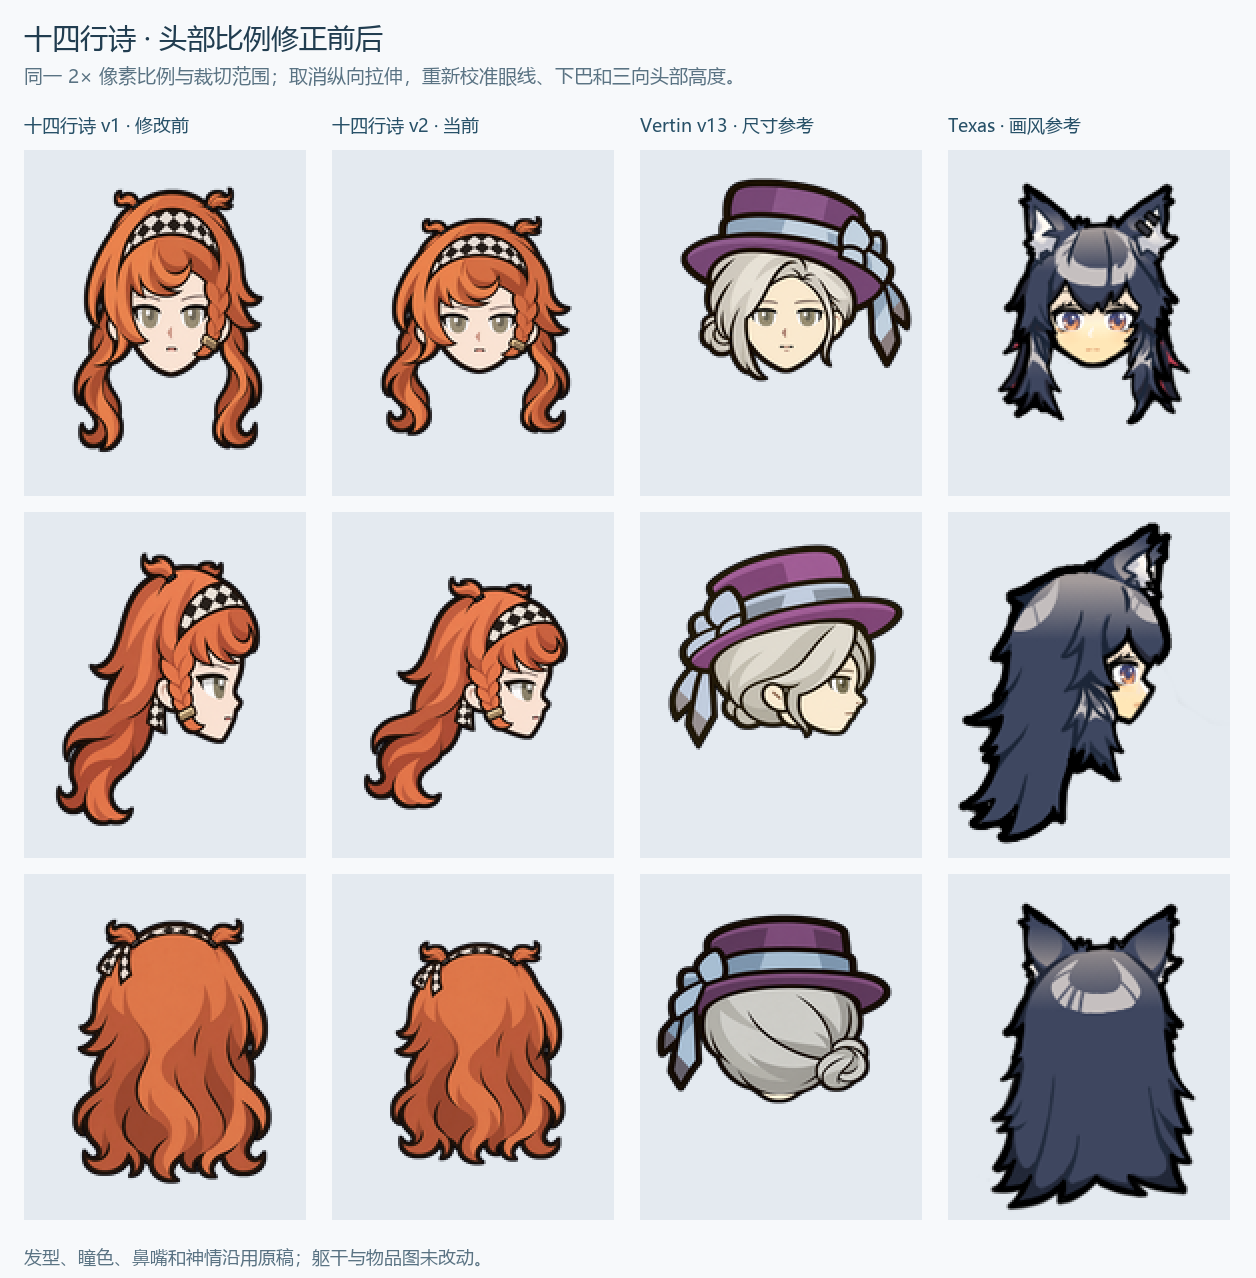 十四行诗 · 头部比例修正前后
同一 2× 像素比例与裁切范围；取消纵向拉伸，重新校准眼线、下巴和三向头部高度。
十四行诗 v1 · 修改前
十四行诗 v2 · 当前
Vertin v13 · 尺寸参考
Texas · 画风参考
发型、瞳色、鼻嘴和神情沿用原稿；躯干与物品图未改动。